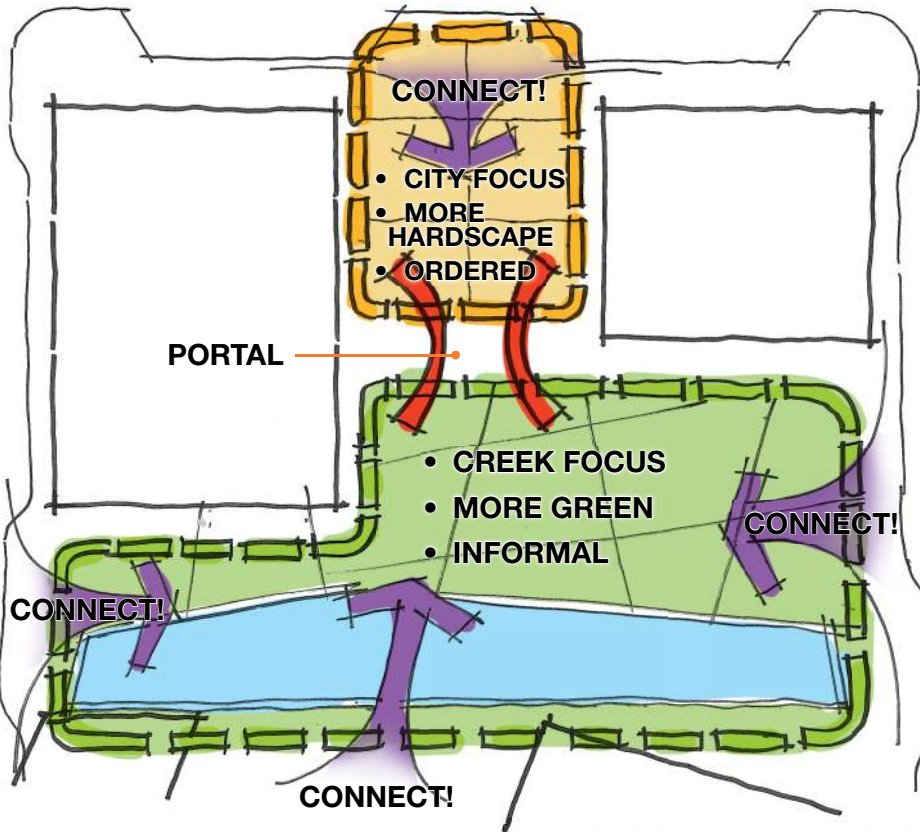 CONNECT!
• CITY FOCUS
• MORE
HARDSCAPE
• ORDERED
PORTAL
• CREEK FOCUS
• MORE GREEN
• INFORMAL
CONNECT!
CONNECT!
CONNECT!